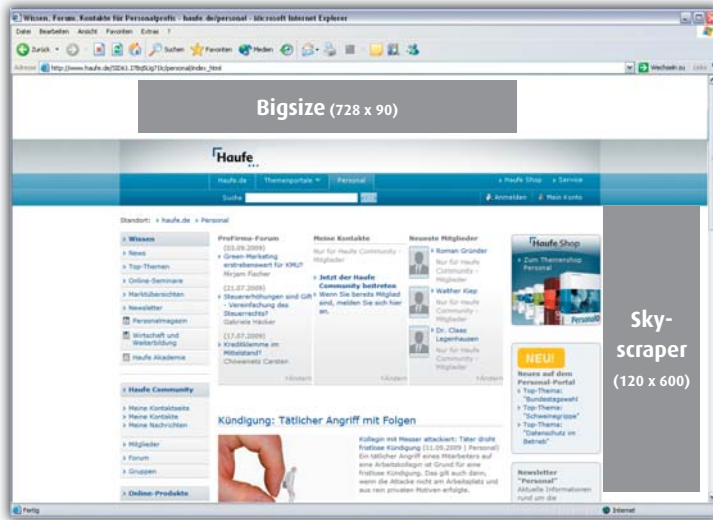 Wissen, Forum, Kontakte für Personalprofis - haufe.de/personal - Microsoft Internet Explorer
Datei Bearbeiten Ansicht Favoriten Extras ?
Zurück Suchen Favoriten Medien
Adresse Wechseln zu Links
Bigsize (728 x 90)
Haufe
Haufe.de Themenportale Personal
Haufe Shop Service
Suche
Anmelden Mein Konto
Standort: haufe.de Personal
Wissen
News
Top-Themen
Online-Seminare
Marktübersichten
Newsletter
Personalmagazin
Wirtschaft und
Weiterbildung
Haufe Akademie
Haufe Community
Meine Kontaktseite
Meine Kontakte
Meine Nachrichten
Mitglieder
Forum
Gruppen
Online-Produkte
ProFirma-Forum
(03.09.2009)
Green-Marketing
erstrebenswert für KMU?
Mirjam Fischer
(21.07.2009)
Steuererhöhungen sind Gift
- Vereinfachung des
Steuerrechts?
Gabriele Häcker
(17.07.2009)
Kreditklemme im
Mittelstand?
Carsten
Ändern
Meine Kontakte
Nur für Haufe Community -
Mitglieder
Jetzt der Haufe
Community beitreten
Wenn Sie bereits Mitglied
sind, melden Sie sich hier
an.
Ändern
Neueste Mitglieder
Roman Gründer
Nur für Haufe
Community -
Mitglieder
Walther Kiep
Nur für Haufe
Community -
Mitglieder
Dr. Claas
Legenhausen
Nur für Haufe
Community -
Mitglieder
Ändern
Haufe Shop
Zum Themenshop
Personal
NEU!
Neues auf dem
Personal-Portal
Top-Thema:
"Bundestagswahl
Top-Thema:
"Schweinegrippe"
Top-Thema:
"Datenschutz im
Betrieb"
Newsletter
"Personal"
Aktuelle Informationen
rund um die
Sky-
scraper
(120 x 600)
Kündigung: Tätlicher Angriff mit Folgen
Kollegin mit Messer attackiert: Täter droht
fristlose Kündigung (11.09.2009 | Personal)
Ein tätlicher Angriff eines Mitarbeiters auf
eine Arbeitskollegin ist Grund für eine
fristlose Kündigung. Das gilt auch dann,
wenn die Attacke nicht am Arbeitsplatz und
aus rein privaten Motiven erfolgte.
Fertig
Internet